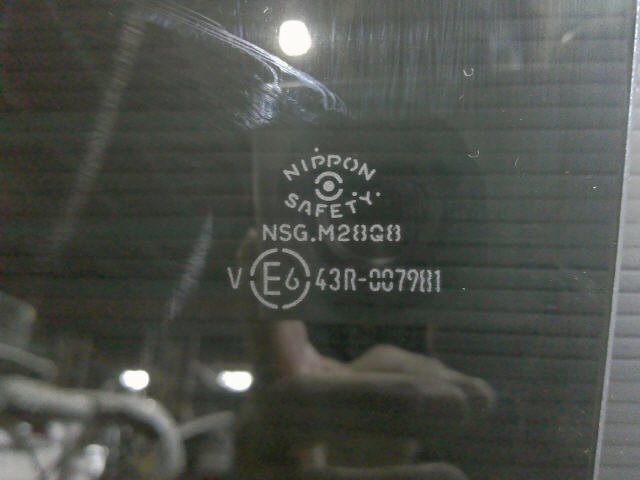 NIPPON
SAFETY
NSG.M28Q8
V E6 43R-007981